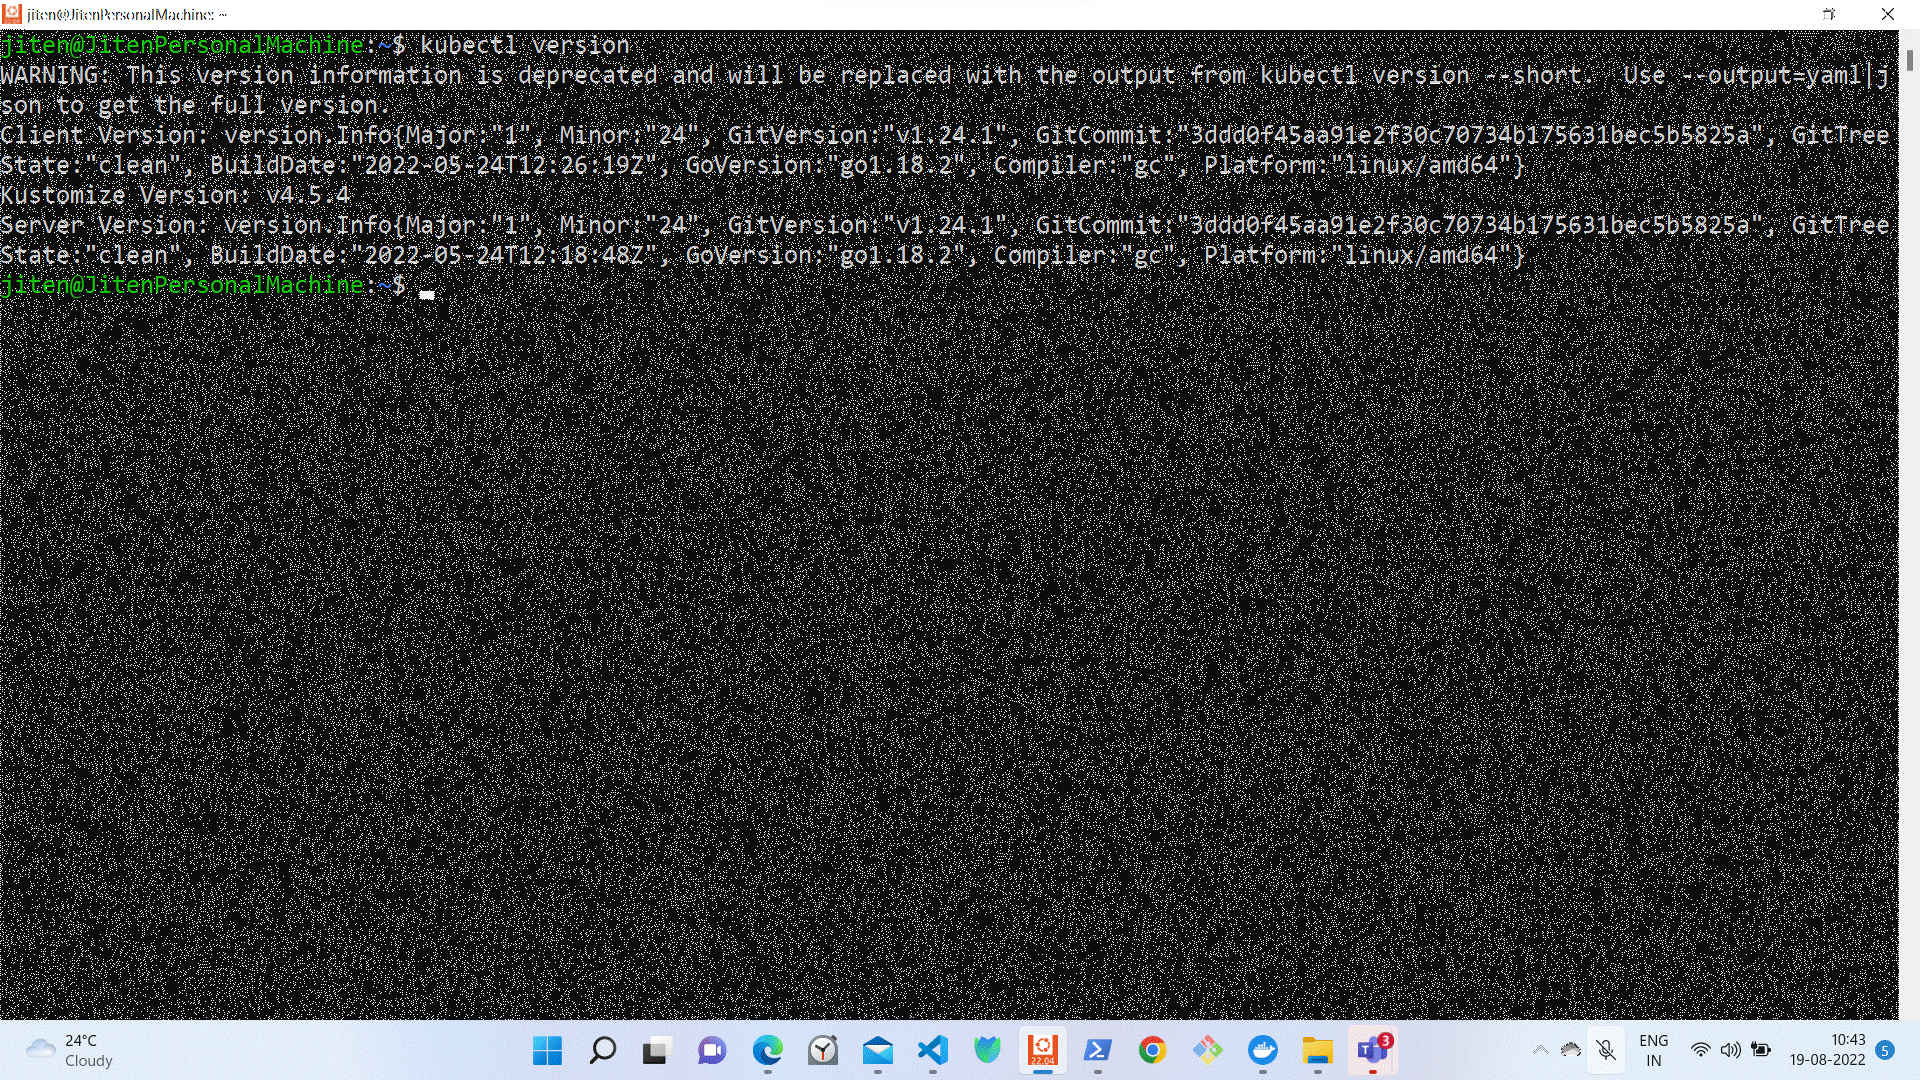 jiten@JitenPersonalMachine: ~
jiten@JitenPersonalMachine:~$ kubectl version
WARNING: This version information is deprecated and will be replaced with the output from kubectl version --short.  Use --output=yaml|j
son to get the full version.
Client Version: version.Info{Major:"1", Minor:"24", GitVersion:"v1.24.1", GitCommit:"3ddd0f45aa91e2f30c70734b175631bec5b5825a", GitTree
State:"clean", BuildDate:"2022-05-24T12:26:19Z", GoVersion:"go1.18.2", Compiler:"gc", Platform:"linux/amd64"}
Kustomize Version: v4.5.4
Server Version: version.Info{Major:"1", Minor:"24", GitVersion:"v1.24.1", GitCommit:"3ddd0f45aa91e2f30c70734b175631bec5b5825a", GitTree
State:"clean", BuildDate:"2022-05-24T12:18:48Z", GoVersion:"go1.18.2", Compiler:"gc", Platform:"linux/amd64"}
jiten@JitenPersonalMachine:~$
24°C
Cloudy
22.04
3
ENG
IN
10:43
19-08-2022
5